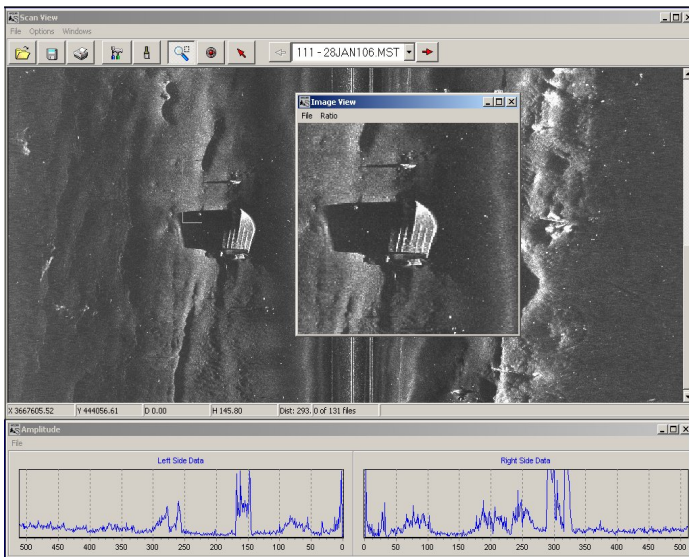 Scan View
File Options Windows
111 - 28JAN106.MST
Image View
File Ratio
X 3667605.52 Y 444056.61 D 0.00 H 145.80 Dist: 293. 0 of 131 files
Amplitude
File
Left Side Data Right Side Data
500 450 400 350 300 250 200 150 100 50 0 0 50 100 150 200 250 300 350 400 450 500